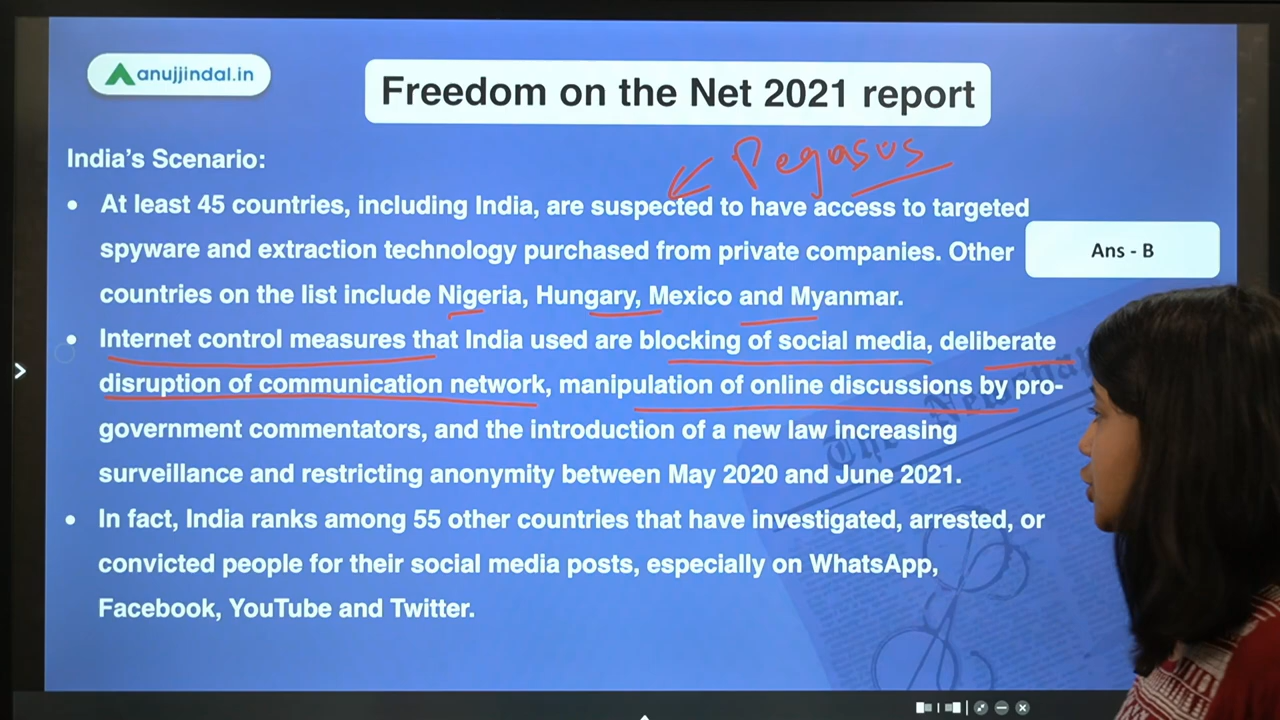 anujjindal.in
Freedom on the Net 2021 report
Pegasus
India's Scenario:
• At least 45 countries, including India, are suspected to have access to targeted
spyware and extraction technology purchased from private companies. Other
countries on the list include Nigeria, Hungary, Mexico and Myanmar.
Ans - B
• Internet control measures that India used are blocking of social media, deliberate
disruption of communication network, manipulation of online discussions by pro-
government commentators, and the introduction of a new law increasing
surveillance and restricting anonymity between May 2020 and June 2021.
• In fact, India ranks among 55 other countries that have investigated, arrested, or
convicted people for their social media posts, especially on WhatsApp,
Facebook, YouTube and Twitter.